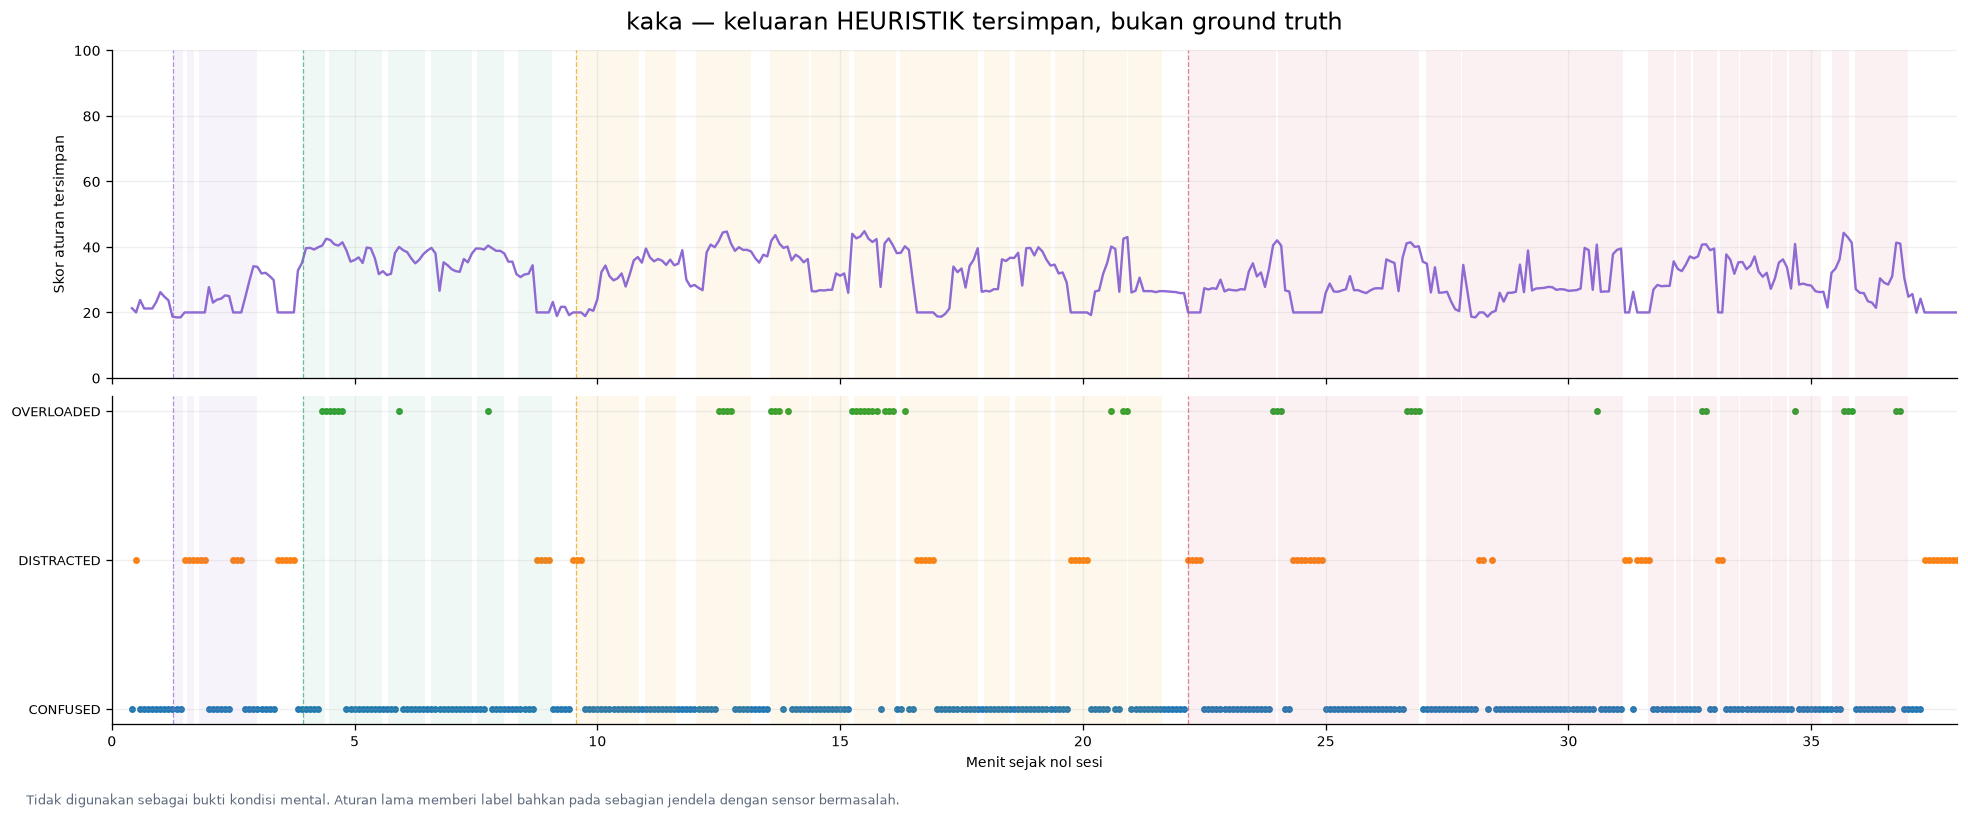 kaka — keluaran HEURISTIK tersimpan, bukan ground truth
Skor aturan tersimpan
100
80
60
40
20
0
OVERLOADED
DISTRACTED
CONFUSED
0 5 10 15 20 25 30 35
Menit sejak nol sesi
Tidak digunakan sebagai bukti kondisi mental. Aturan lama memberi label bahkan pada sebagian jendela dengan sensor bermasalah.